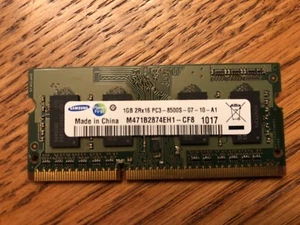 SAMSUNG
1GB 2Rx16 PC3-8500S-07-10-A1
Made in China
M471B2874EH1-CF8 1017